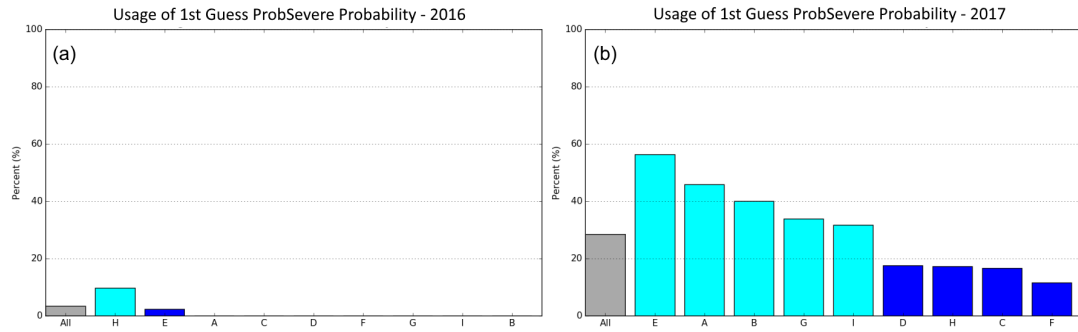 Usage of 1st Guess ProbSevere Probability - 2016
(a)
Percent (%)
100
80
60
40
20
0
All H E A C D F G I B
Usage of 1st Guess ProbSevere Probability - 2017
(b)
Percent (%)
100
80
60
40
20
0
All E A B G I D H C F